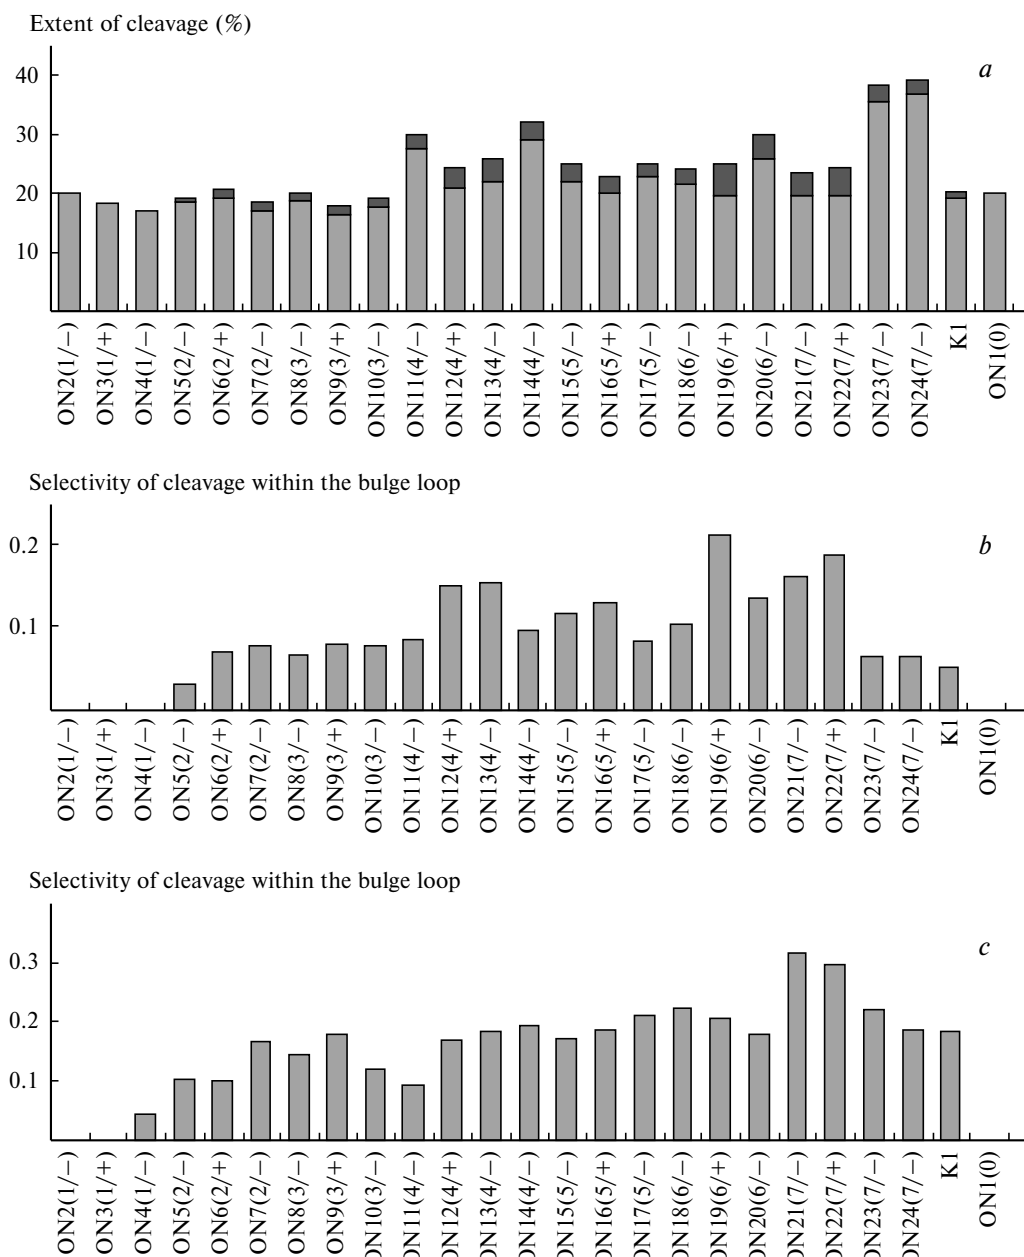 Extent of cleavage (%)
a
40
30
20
10
ON2(1/−)
ON3(1/+)
ON4(1/−)
ON5(2/−)
ON6(2/+)
ON7(2/−)
ON8(3/−)
ON9(3/+)
ON10(3/−)
ON11(4/−)
ON12(4/+)
ON13(4/−)
ON14(4/−)
ON15(5/−)
ON16(5/+)
ON17(5/−)
ON18(6/−)
ON19(6/+)
ON20(6/−)
ON21(7/−)
ON22(7/+)
ON23(7/−)
ON24(7/−)
K1
ON1(0)
Selectivity of cleavage within the bulge loop
b
0.2
0.1
ON2(1/−)
ON3(1/+)
ON4(1/−)
ON5(2/−)
ON6(2/+)
ON7(2/−)
ON8(3/−)
ON9(3/+)
ON10(3/−)
ON11(4/−)
ON12(4/+)
ON13(4/−)
ON14(4/−)
ON15(5/−)
ON16(5/+)
ON17(5/−)
ON18(6/−)
ON19(6/+)
ON20(6/−)
ON21(7/−)
ON22(7/+)
ON23(7/−)
ON24(7/−)
K1
ON1(0)
Selectivity of cleavage within the bulge loop
c
0.3
0.2
0.1
ON2(1/−)
ON3(1/+)
ON4(1/−)
ON5(2/−)
ON6(2/+)
ON7(2/−)
ON8(3/−)
ON9(3/+)
ON10(3/−)
ON11(4/−)
ON12(4/+)
ON13(4/−)
ON14(4/−)
ON15(5/−)
ON16(5/+)
ON17(5/−)
ON18(6/−)
ON19(6/+)
ON20(6/−)
ON21(7/−)
ON22(7/+)
ON23(7/−)
ON24(7/−)
K1
ON1(0)